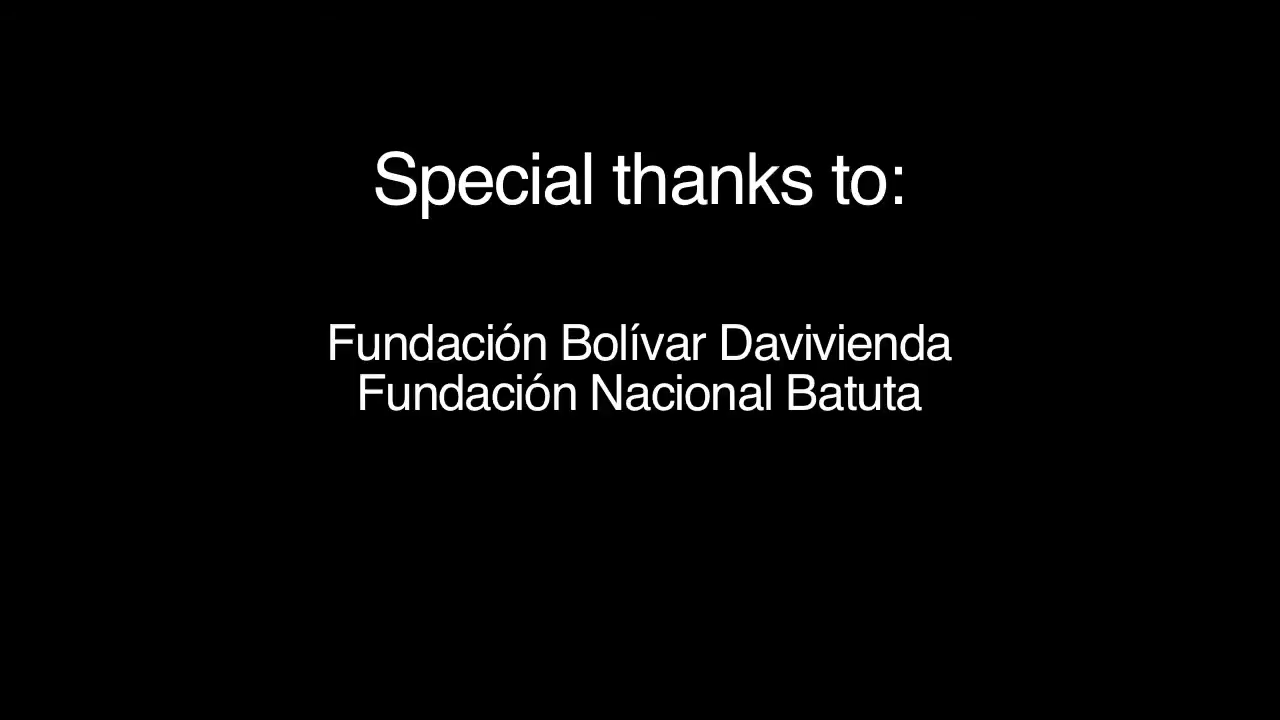 Special thanks to:
Fundación Bolívar Davivienda
Fundación Nacional Batuta